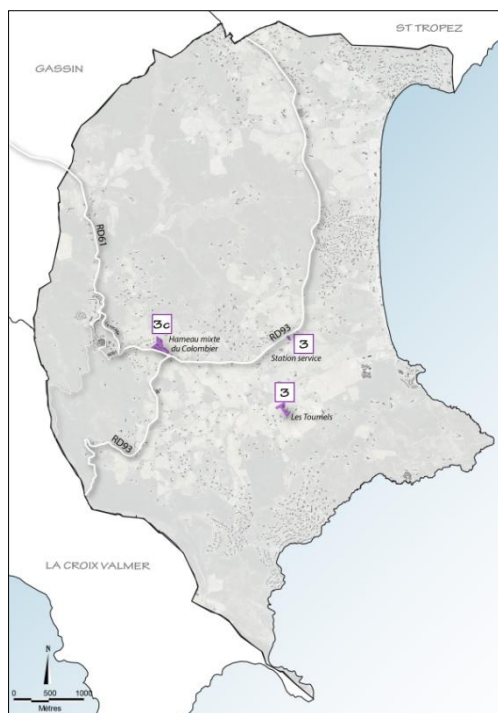 ST TROPEZ
GASSIN
RD61
3c
Hameau mixte
du Colombier
RD93
3
Station service
3
Les Tournels
RD93
LA CROIX VALMER
N
0 500 1000
Mètres